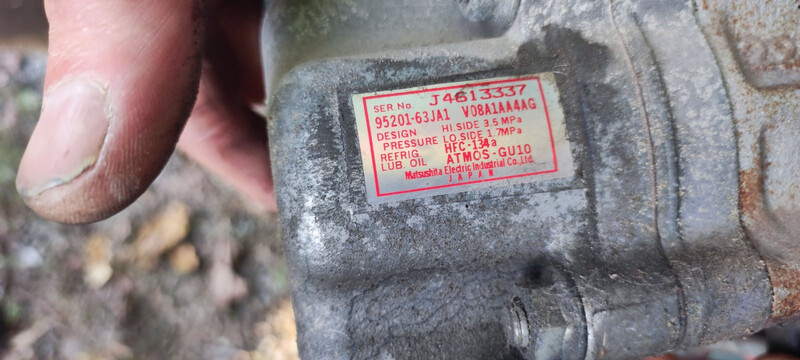 SER No. J4613337
95201-63JA1 V08A1AA4AG
DESIGN HI.SIDE 3.5 MPa
PRESSURE LO.SIDE 1.7MPa
REFRIG. HFC-134a
LUB. OIL ATMOS-GU10
Matsushita Electric Industrial Co.,Ltd.
JAPAN